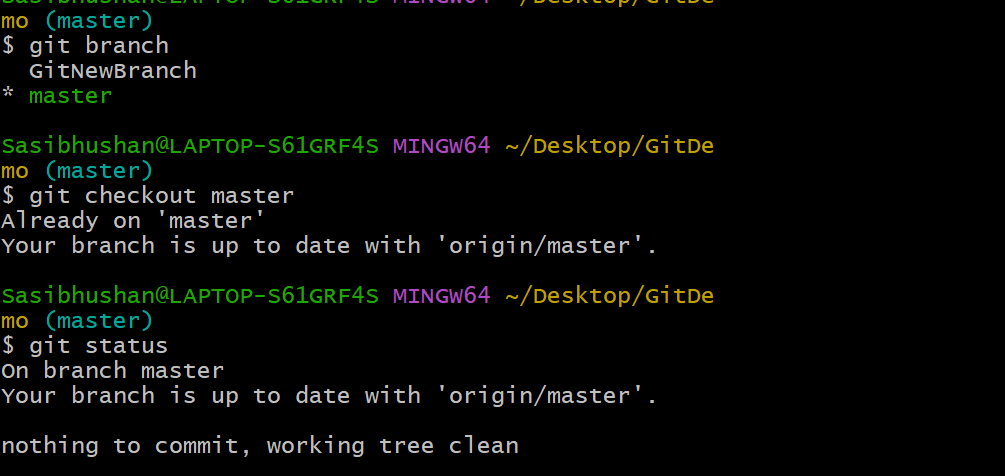 mo (master)
$ git branch
  GitNewBranch
* master
Sasibhushan@LAPTOP-S61GRF4S MINGW64 ~/Desktop/GitDe
mo (master)
$ git checkout master
Already on 'master'
Your branch is up to date with 'origin/master'.
Sasibhushan@LAPTOP-S61GRF4S MINGW64 ~/Desktop/GitDe
mo (master)
$ git status
On branch master
Your branch is up to date with 'origin/master'.
nothing to commit, working tree clean